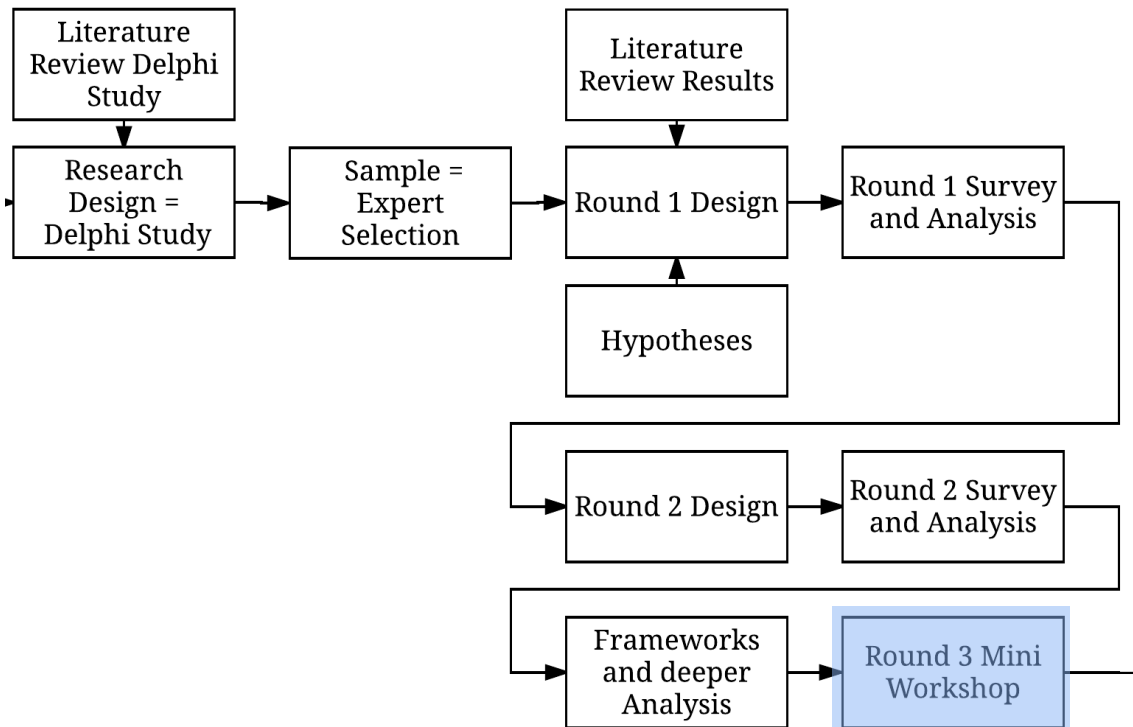 Literature
Review Delphi
Study
Literature
Review Results
Research
Design =
Delphi Study
Sample =
Expert
Selection
Round 1 Design
Round 1 Survey
and Analysis
Hypotheses
Round 2 Design
Round 2 Survey
and Analysis
Frameworks
and deeper
Analysis
Round 3 Mini
Workshop